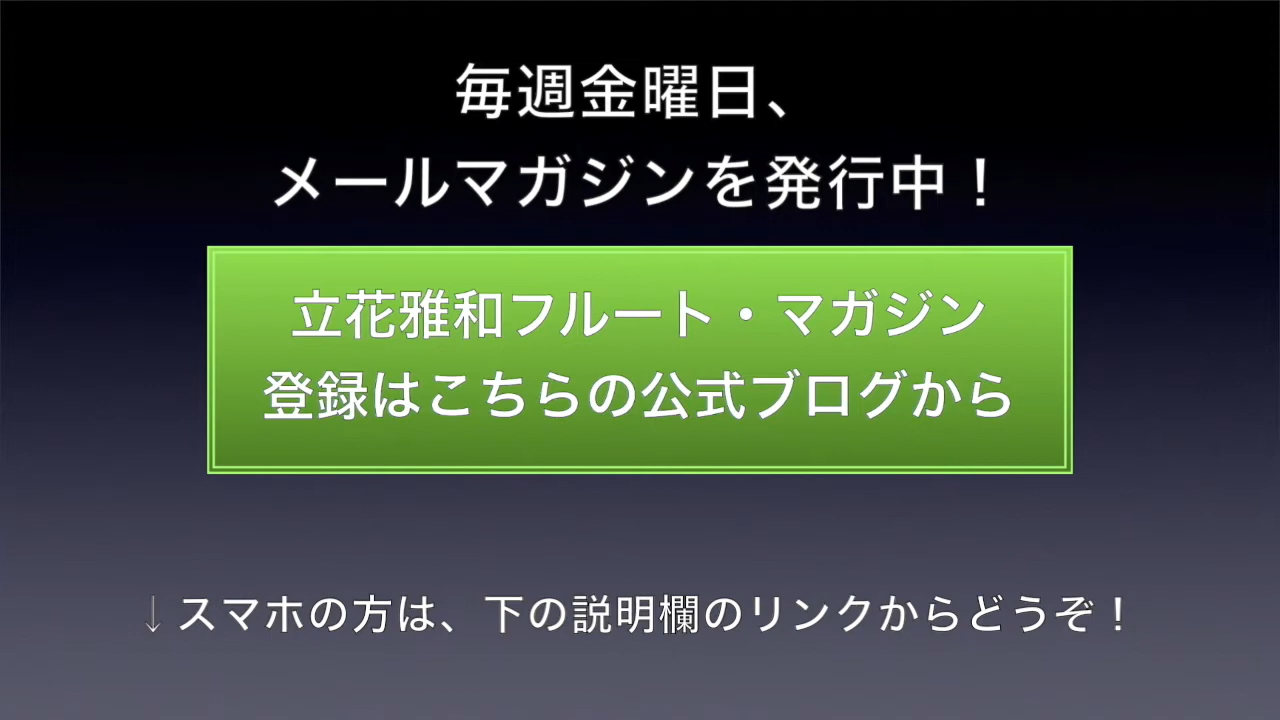 毎週金曜日、
メールマガジンを発行中！
立花雅和フルート・マガジン
登録はこちらの公式ブログから
↓スマホの方は、下の説明欄のリンクからどうぞ！